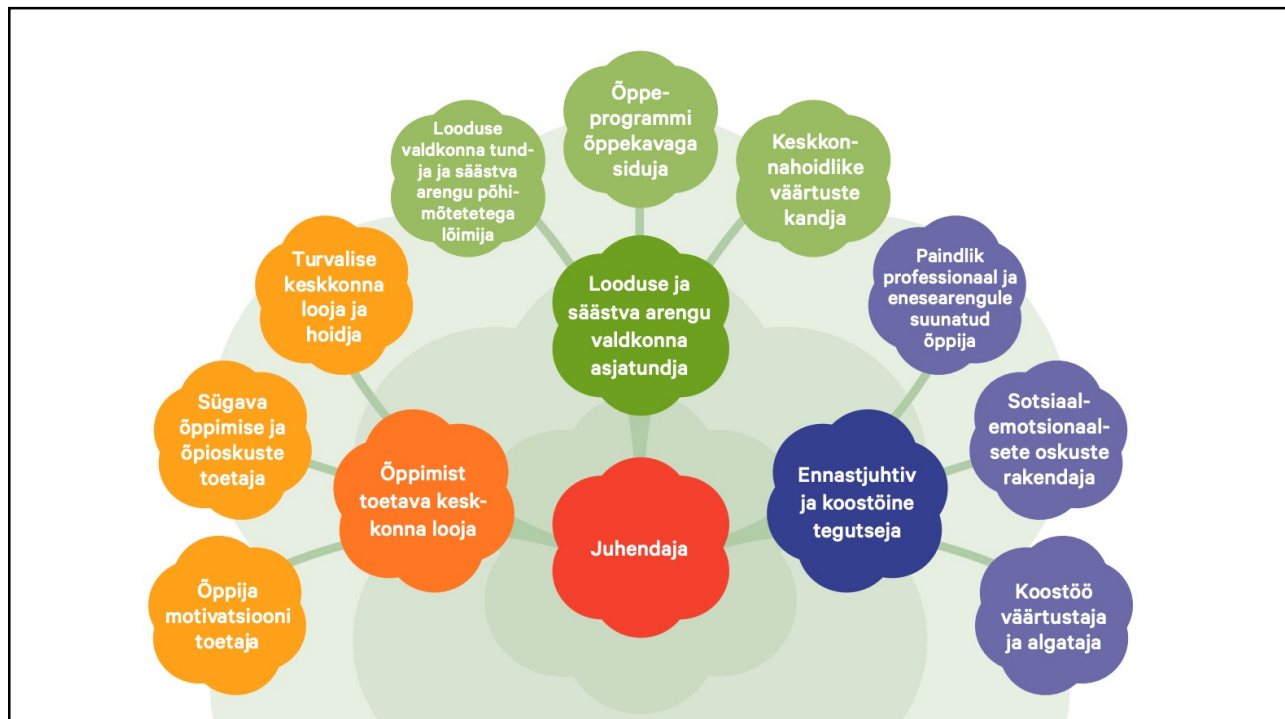 Õppe-
programmi
õppekavaga
siduja
Looduse
valdkonna tund-
ja ja säästva
arengu põhi-
mõtetetega
lõimija
Keskkon-
nahoidlike
väärtuste
kandja
Turvalise
keskkonna
looja ja
hoidja
Looduse ja
säästva arengu
valdkonna
asjatundja
Paindlik
professionaal ja
enesearengule
suunatud
õppija
Sügava
õppimise ja
õpioskuste
toetaja
Sotsiaal-
emotsionaal-
sete oskuste
rakendaja
Õppimist
toetava kesk-
konna looja
Ennastjuhtiv
ja koostöine
tegutseja
Juhendaja
Õppija
motivatsiooni
toetaja
Koostöö
väärtustaja
ja algataja